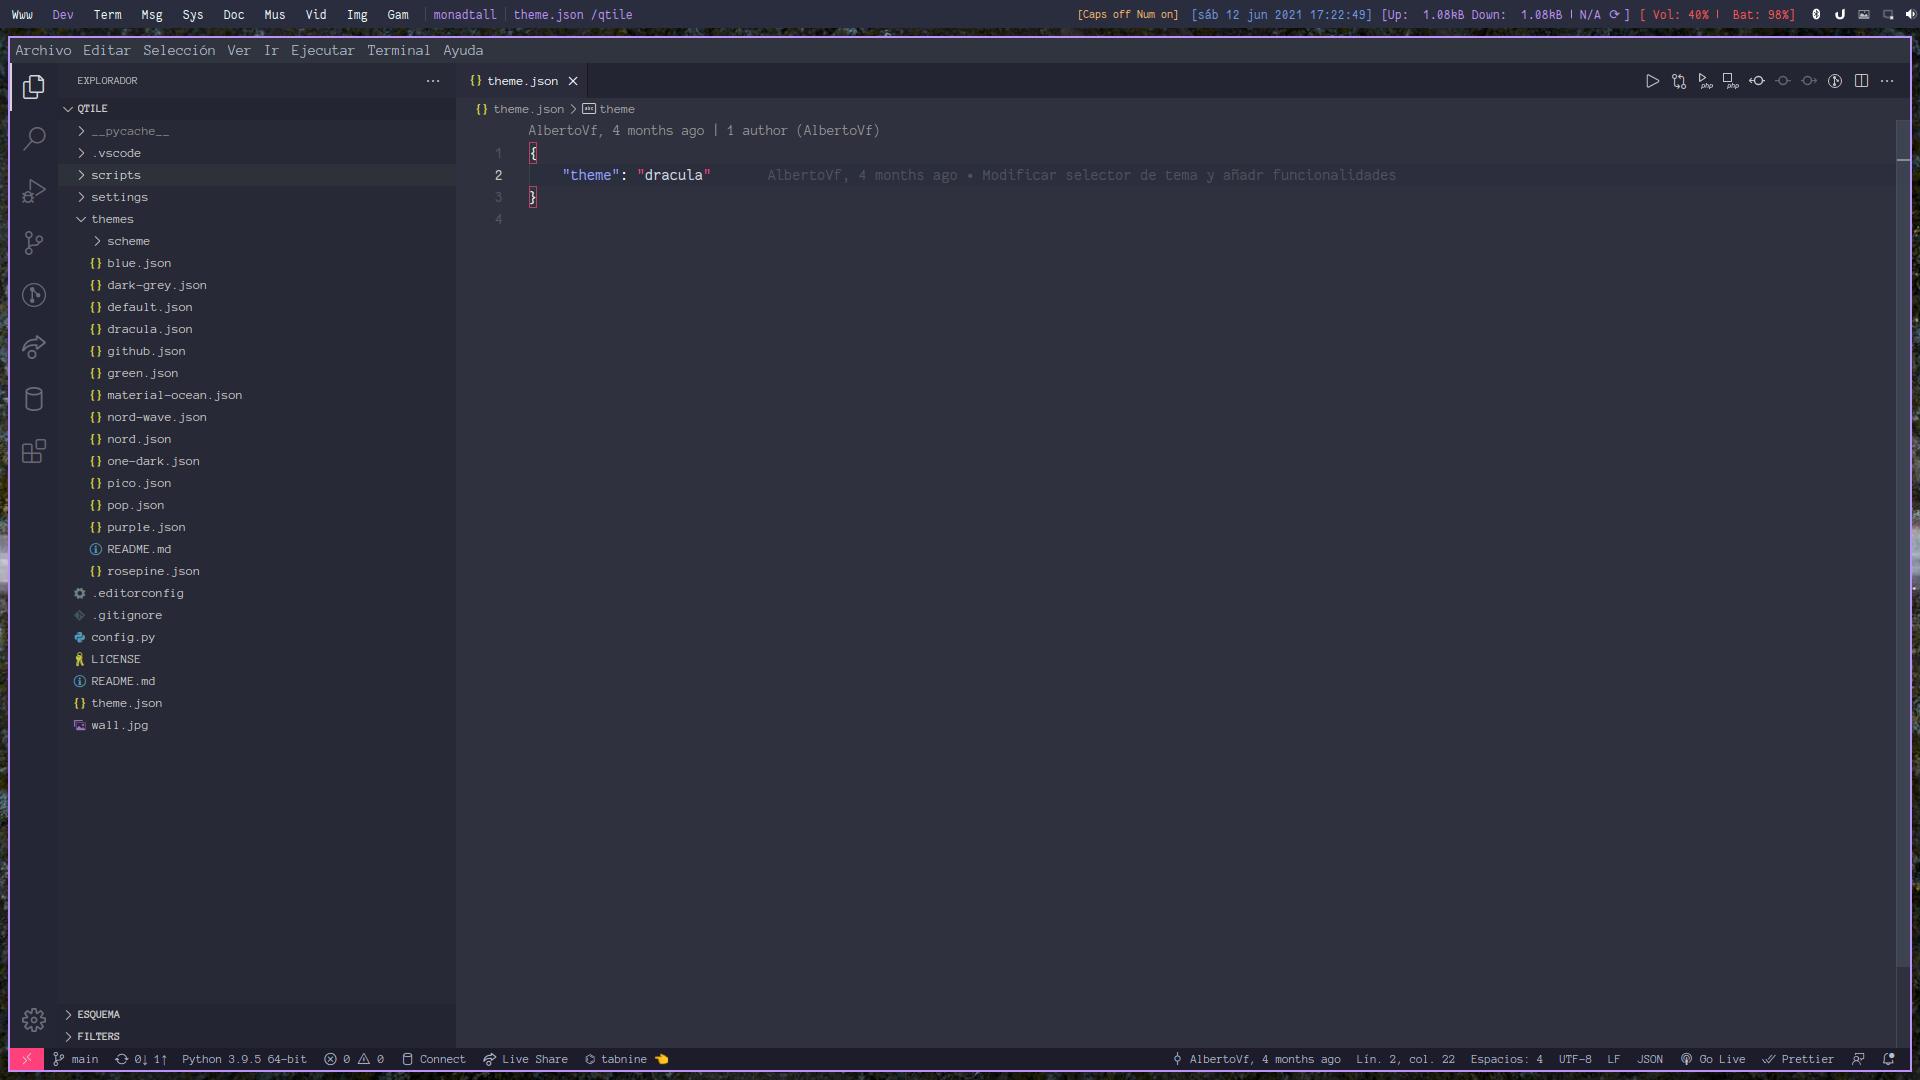 Www Dev Term Msg Sys Doc Mus Vid Img Gam monadtall theme.json /qtile [Caps off Num on] [sáb 12 jun 2021 17:22:49] [Up: 1.08kB Down: 1.08kB | N/A ⟳ ] [ Vol: 40% | Bat: 98%]
Archivo Editar Selección Ver Ir Ejecutar Terminal Ayuda
EXPLORADOR
QTILE
__pycache__
.vscode
scripts
settings
themes
scheme
blue.json
dark-grey.json
default.json
dracula.json
github.json
green.json
material-ocean.json
nord-wave.json
nord.json
one-dark.json
pico.json
pop.json
purple.json
README.md
rosepine.json
.editorconfig
.gitignore
config.py
LICENSE
README.md
theme.json
wall.jpg
ESQUEMA
FILTERS
{} theme.json ×
php php
{} theme.json > abc theme
AlbertoVf, 4 months ago | 1 author (AlbertoVf)
1 {
2 "theme": "dracula" AlbertoVf, 4 months ago • Modificar selector de tema y añadr funcionalidades
3 }
4
main 0↓ 1↑ Python 3.9.5 64-bit 0 0 Connect Live Share tabnine 👈 AlbertoVf, 4 months ago Lín. 2, col. 22 Espacios: 4 UTF-8 LF JSON Go Live Prettier